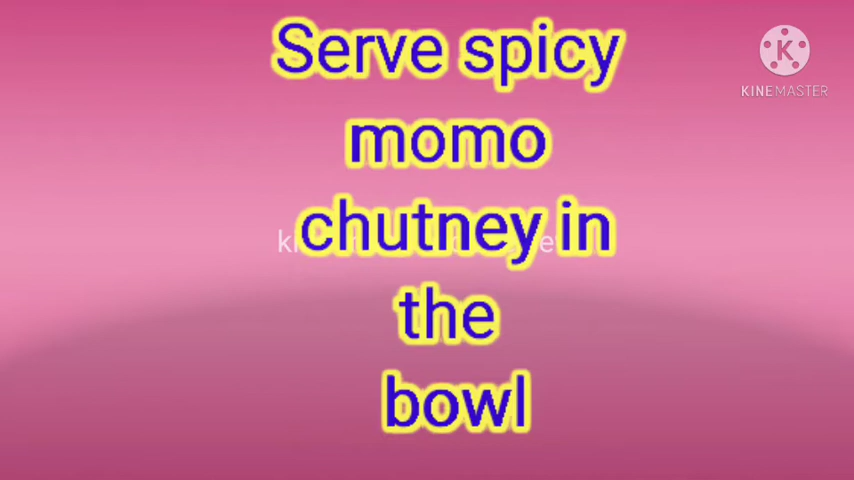 Serve spicy
KINEMASTER
momo
chutney in
the
bowl